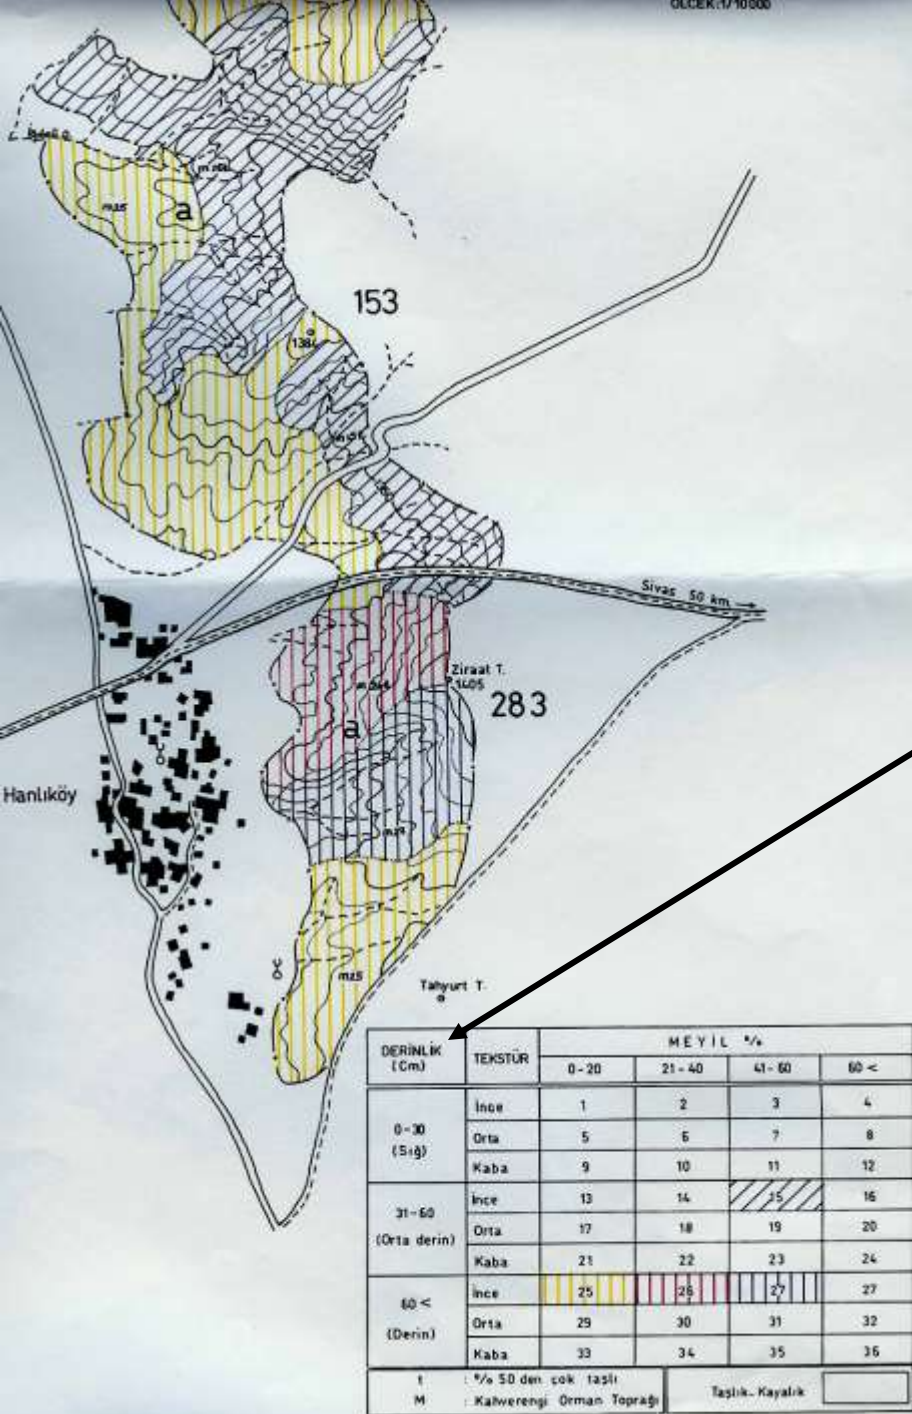 ÖLÇEK:1/10000
m25
a
153
1384
Sivas 50 km
Ziraat T.
1405
283
a
Hanlıköy
m25
Tahyurt T.
DERİNLİK (Cm) TEKSTÜR MEYİL %
0-20 21-40 41-60 60 <
0-30 (Sığ)
İnce 1 2 3 4
Orta 5 6 7 8
Kaba 9 10 11 12
31-60 (Orta derin)
İnce 13 14 15 16
Orta 17 18 19 20
Kaba 21 22 23 24
60 < (Derin)
İnce 25 26 27 27
Orta 29 30 31 32
Kaba 33 34 35 36
t : % 50 den çok taşlı
M : Kahverengi Orman Toprağı
Taşlık-Kayalık